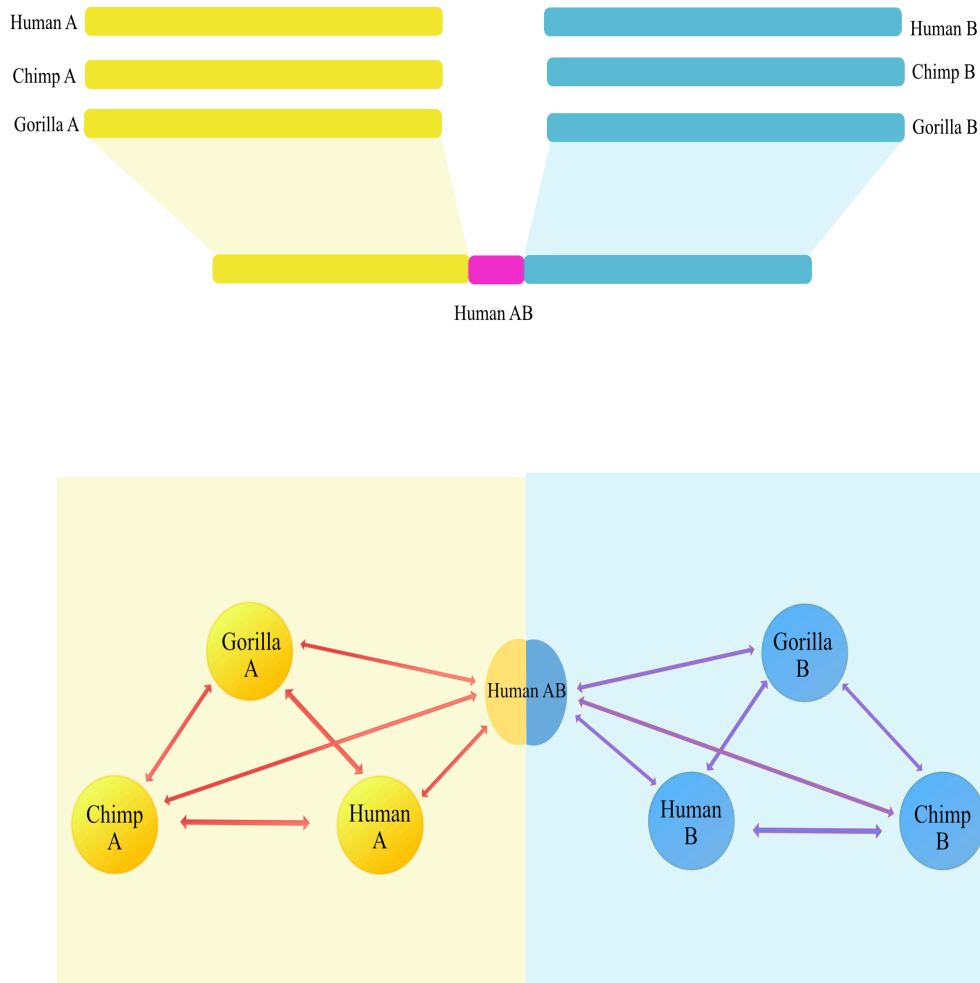 Human A
Human B
Chimp A
Chimp B
Gorilla A
Gorilla B
Human AB
Gorilla
A
Gorilla
B
Human AB
Chimp
A
Human
A
Human
B
Chimp
B